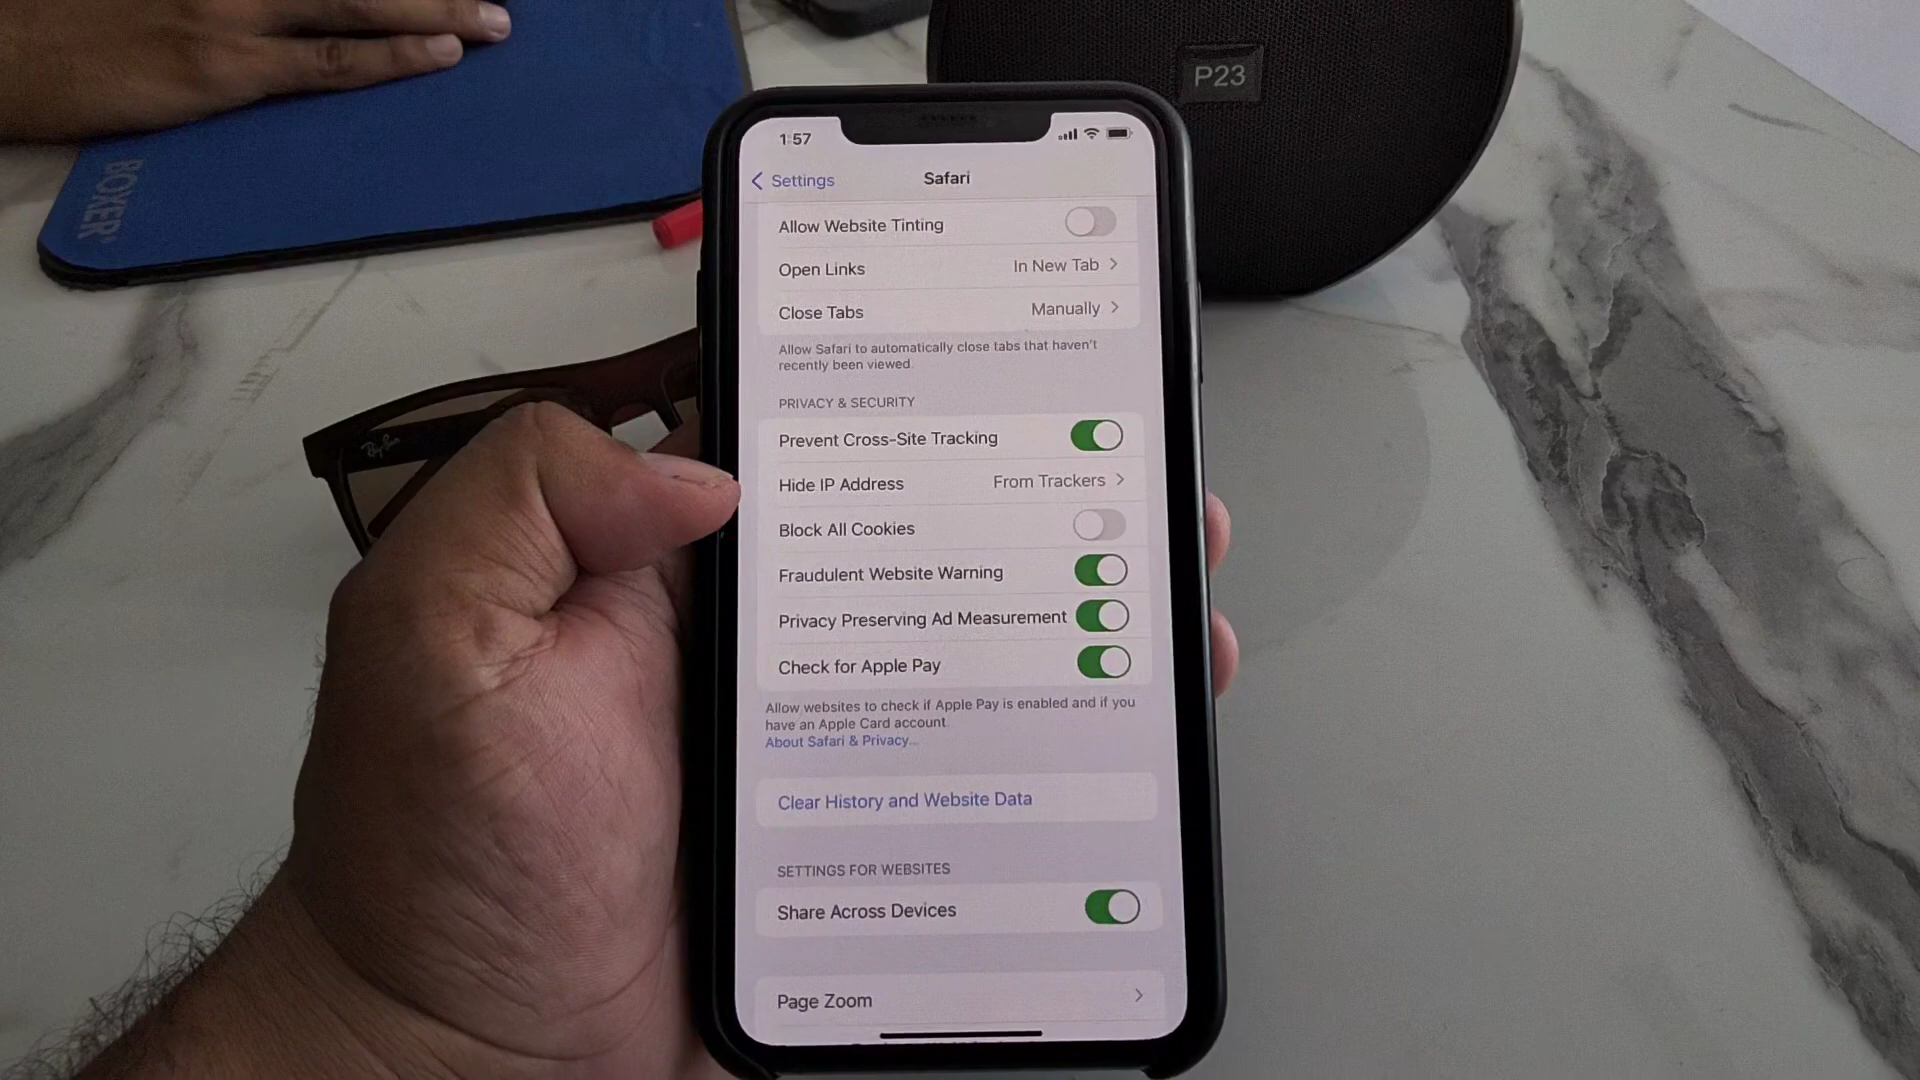 P23
BOXER
Ray-Ban
1:57
Settings
Safari
Allow Website Tinting
Open Links In New Tab
Close Tabs Manually
Allow Safari to automatically close tabs that haven't
recently been viewed.
PRIVACY & SECURITY
Prevent Cross-Site Tracking
Hide IP Address From Trackers
Block All Cookies
Fraudulent Website Warning
Privacy Preserving Ad Measurement
Check for Apple Pay
Allow websites to check if Apple Pay is enabled and if you
have an Apple Card account.
About Safari & Privacy...
Clear History and Website Data
SETTINGS FOR WEBSITES
Share Across Devices
Page Zoom